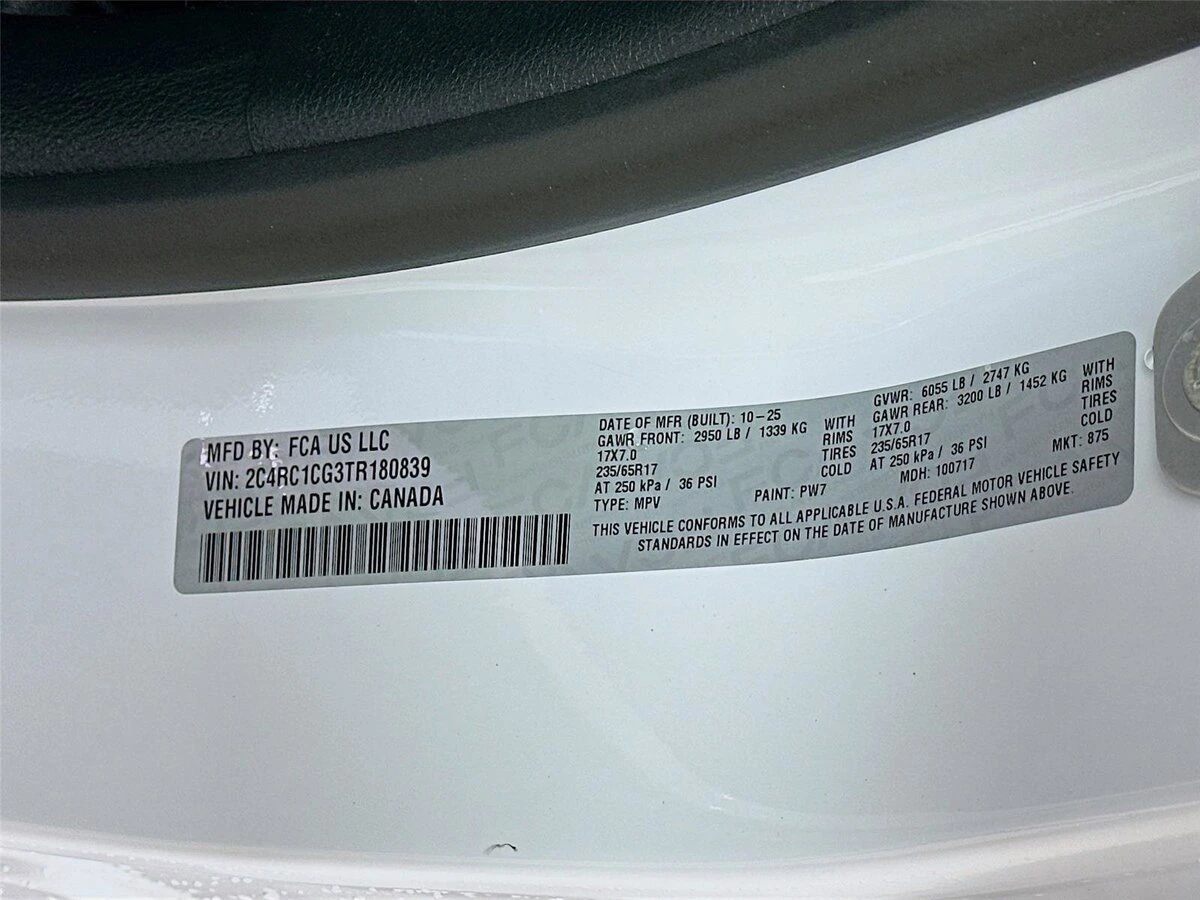 MFD BY: FCA US LLC
VIN: 2C4RC1CG3TR180839
VEHICLE MADE IN: CANADA
DATE OF MFR (BUILT): 10-25
GAWR FRONT: 2950 LB / 1339 KG WITH
17X7.0 RIMS
235/65R17 TIRES
AT 250 kPa / 36 PSI COLD
TYPE: MPV
PAINT: PW7
GVWR: 6055 LB / 2747 KG
GAWR REAR: 3200 LB / 1452 KG WITH
17X7.0 RIMS
235/65R17 TIRES
AT 250 kPa / 36 PSI COLD
MDH: 100717
MKT: 875
THIS VEHICLE CONFORMS TO ALL APPLICABLE U.S.A. FEDERAL MOTOR VEHICLE SAFETY
STANDARDS IN EFFECT ON THE DATE OF MANUFACTURE SHOWN ABOVE.